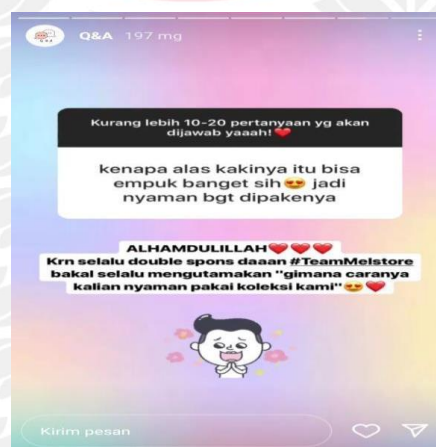 Q&A 197 mg
Kurang lebih 10-20 pertanyaan yg akan
dijawab yaaah!❤️
kenapa alas kakinya itu bisa
empuk banget sih😍 jadi
nyaman bgt dipakenya
ALHAMDULILLAH❤️❤️❤️
Krn selalu double spons daaan #TeamMelstore
bakal selalu mengutamakan "gimana caranya
kalian nyaman pakai koleksi kami"😍❤️
Kirim pesan